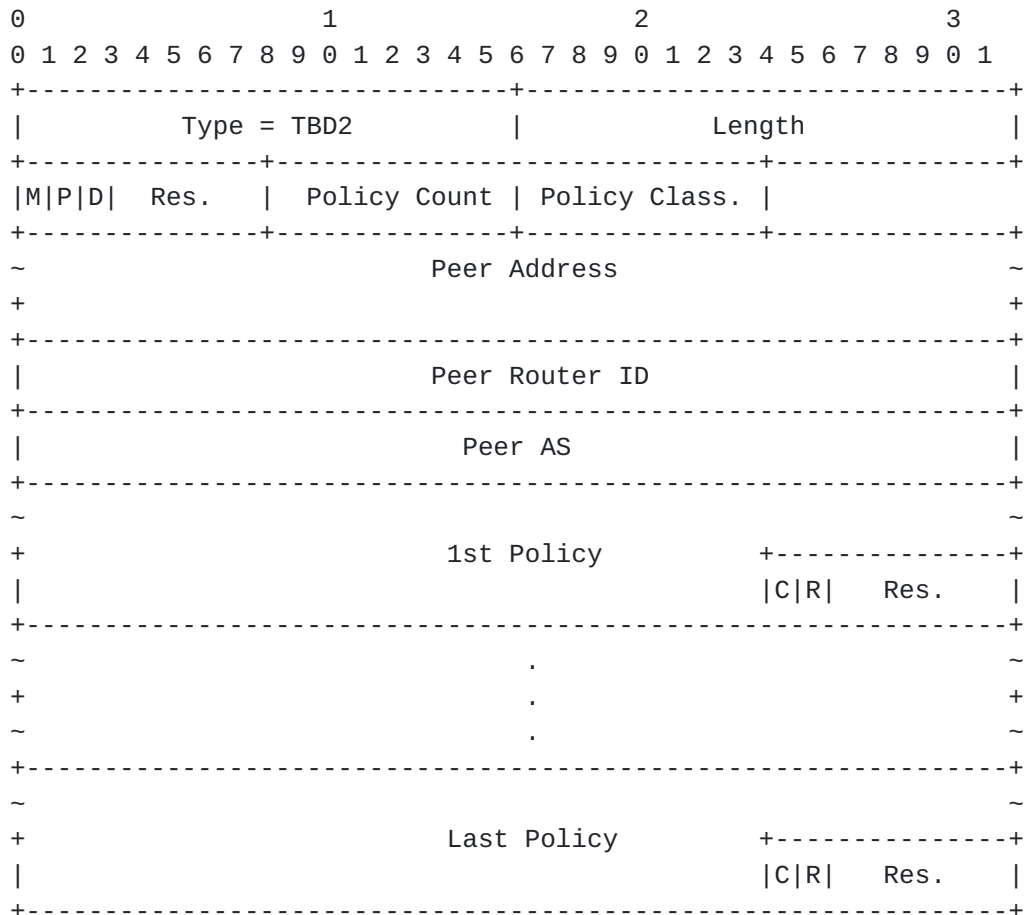 0                   1                   2                   3
0 1 2 3 4 5 6 7 8 9 0 1 2 3 4 5 6 7 8 9 0 1 2 3 4 5 6 7 8 9 0 1
+-------------------------------+-------------------------------+
|          Type = TBD2          |            Length             |
+---------------+-------------------------------+---------------+
|M|P|D|  Res.   |  Policy Count | Policy Class. |
+---------------+---------------+---------------+---------------+
~                          Peer Address                         ~
+                                                               +
+---------------------------------------------------------------+
|                          Peer Router ID                       |
+---------------------------------------------------------------+
|                            Peer AS                            |
+---------------------------------------------------------------+
~                                                               ~
+                           1st Policy          +---------------+
|                                               |C|R|   Res.    |
+---------------------------------------------------------------+
~                                .                              ~
+                                .                              +
~                                .                              ~
+---------------------------------------------------------------+
~                                                               ~
+                           Last Policy         +---------------+
|                                               |C|R|   Res.    |
+---------------------------------------------------------------+